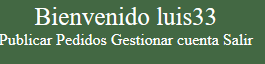 Bienvenido luis33
Publicar Pedidos Gestionar cuenta Salir